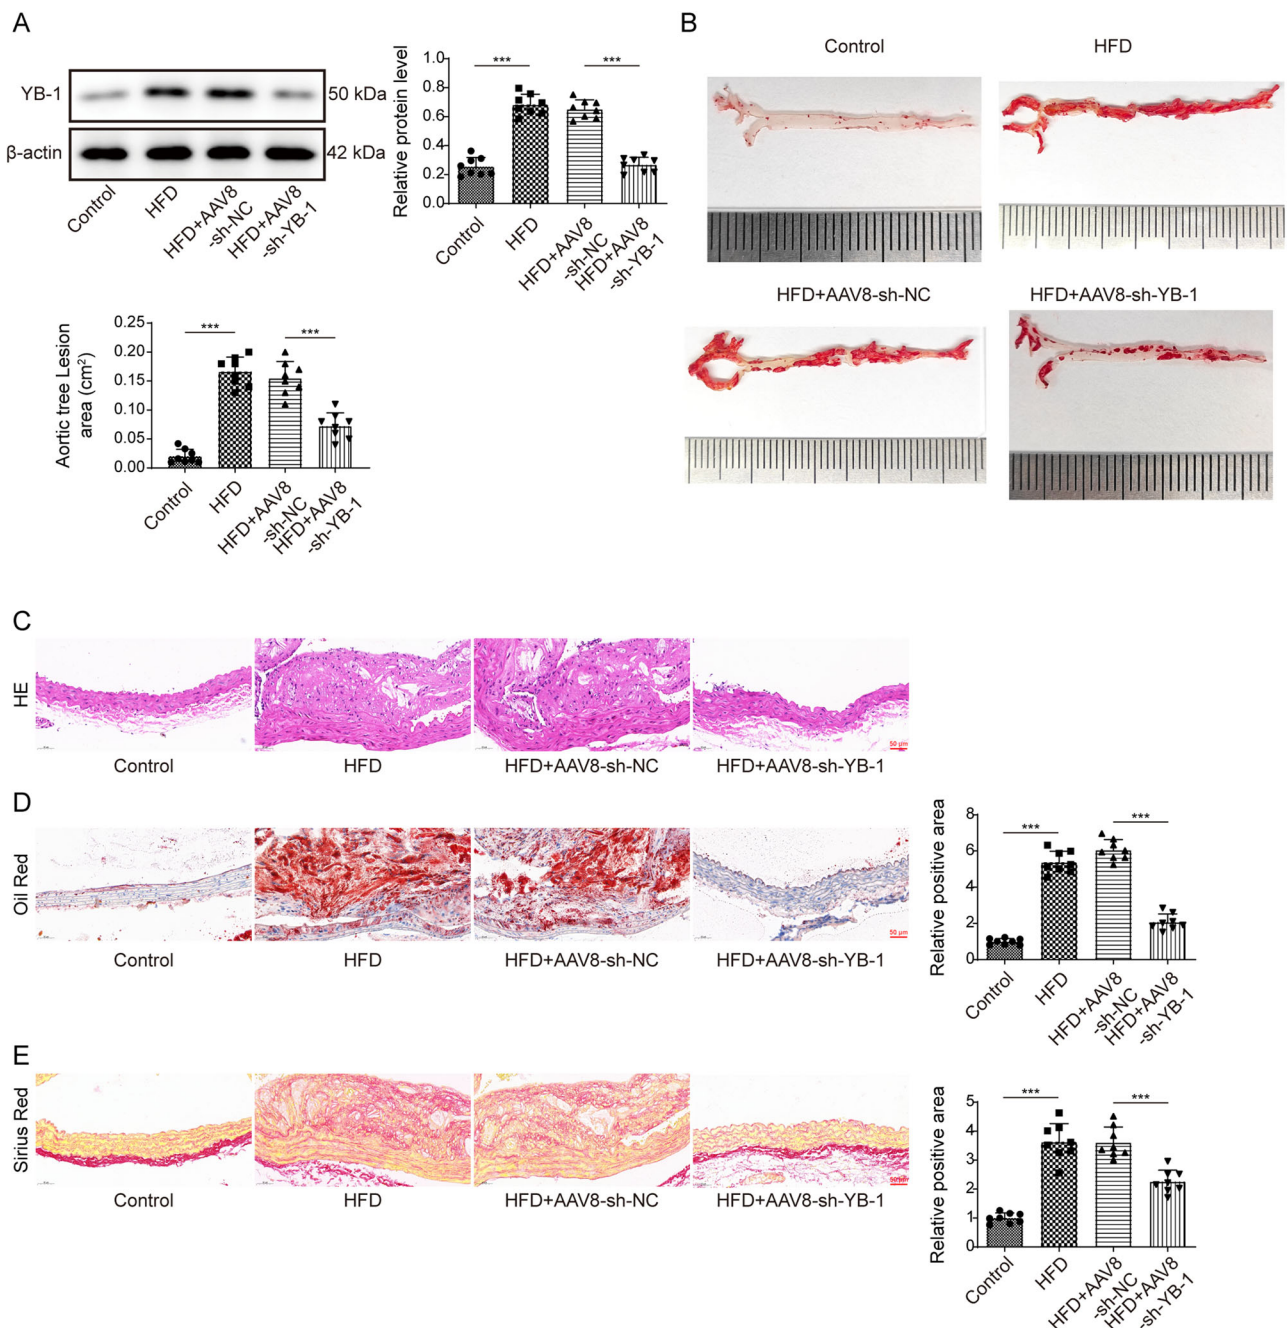 A
YB-1
50 kDa
β-actin
42 kDa
Control
HFD
HFD+AAV8
-sh-NC
HFD+AAV8
-sh-YB-1
Relative protein level
1.0
0.8
0.6
0.4
0.2
0.0
***
***
Control
HFD
HFD+AAV8
-sh-NC
HFD+AAV8
-sh-YB-1
Aortic tree Lesion
area (cm²)
0.25
0.20
0.15
0.10
0.05
0.00
***
***
Control
HFD
HFD+AAV8
-sh-NC
HFD+AAV8
-sh-YB-1
B
Control
HFD
HFD+AAV8-sh-NC
HFD+AAV8-sh-YB-1
C
HE
50 μm
Control
HFD
HFD+AAV8-sh-NC
HFD+AAV8-sh-YB-1
D
Oil Red
50 μm
Control
HFD
HFD+AAV8-sh-NC
HFD+AAV8-sh-YB-1
Relative positive area
8
6
4
2
0
***
***
Control
HFD
HFD+AAV8
-sh-NC
HFD+AAV8
-sh-YB-1
E
Sirius Red
50 μm
Control
HFD
HFD+AAV8-sh-NC
HFD+AAV8-sh-YB-1
Relative positive area
5
4
3
2
1
0
***
***
Control
HFD
HFD+AAV8
-sh-NC
HFD+AAV8
-sh-YB-1